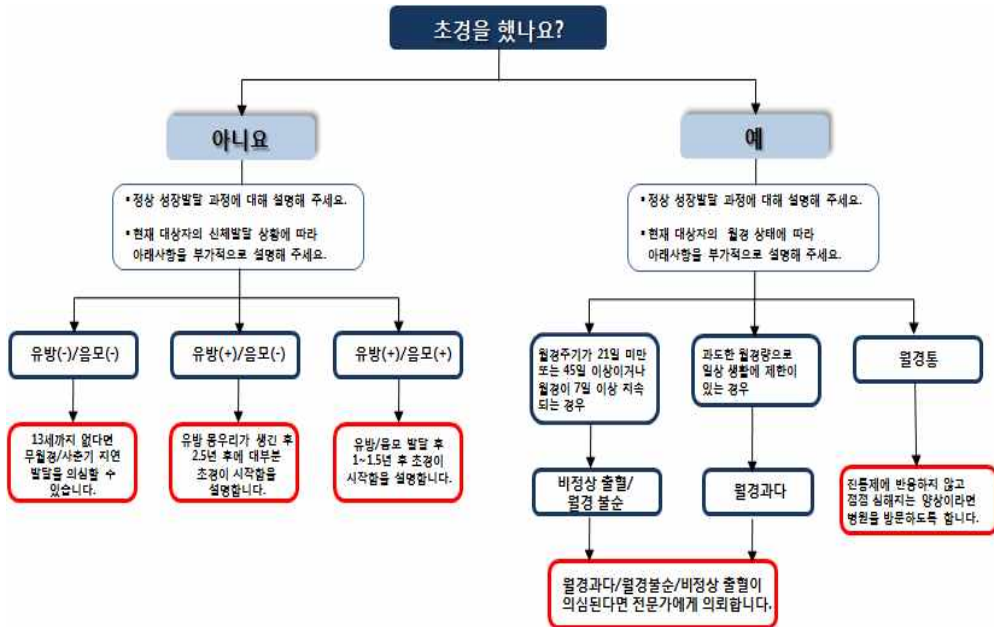 초경을 했나요?
아니요
예
▪ 정상 성장발달 과정에 대해 설명해 주세요.
▪ 현재 대상자의 신체발달 상황에 따라
아래사항을 부가적으로 설명해 주세요.
▪ 정상 성장발달 과정에 대해 설명해 주세요.
▪ 현재 대상자의 월경 상태에 따라
아래사항을 부가적으로 설명해 주세요.
유방(-)/음모(-)
유방(+)/음모(-)
유방(+)/음모(+)
월경주기가 21일 미만
또는 45일 이상이거나
월경이 7일 이상 지속
되는 경우
과도한 월경량으로
일상 생활에 제한이
있는 경우
월경통
13세까지 없다면
무월경/사춘기 지연
발달을 의심할 수
있습니다.
유방 몽우리가 생긴 후
2.5년 후에 대부분
초경이 시작함을
설명합니다.
유방/음모 발달 후
1~1.5년 후 초경이
시작함을 설명합니다.
비정상 출혈/
월경 불순
월경과다
진통제에 반응하지 않고
점점 심해지는 양상이라면
병원을 방문하도록 합니다.
월경과다/월경불순/비정상 출혈이
의심된다면 전문가에게 의뢰합니다.